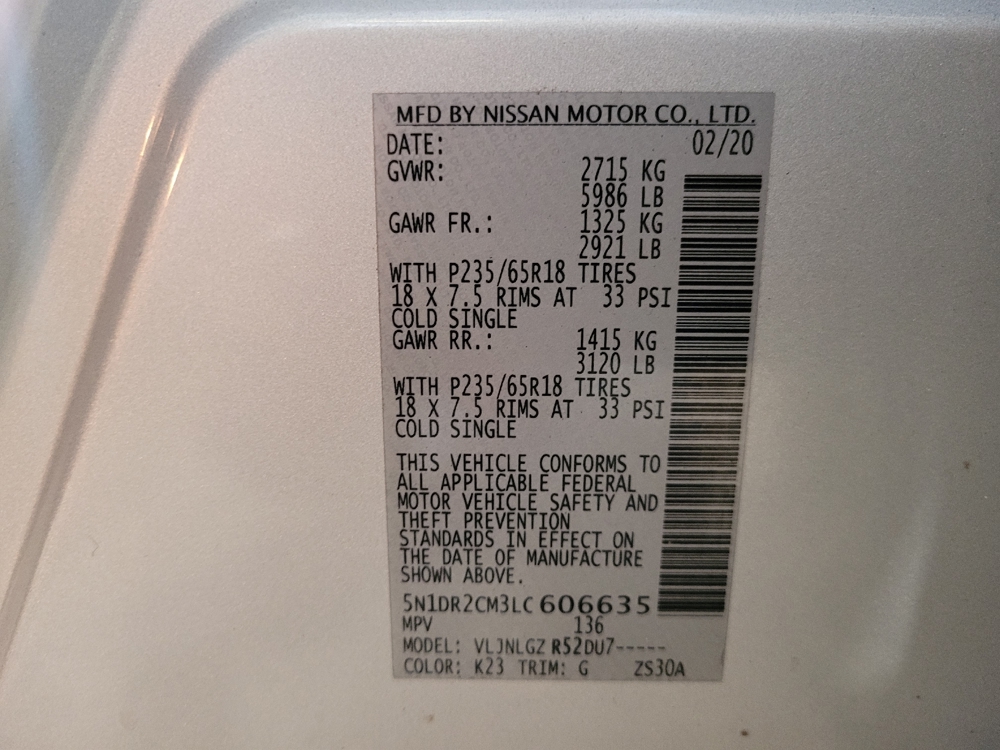 MFD BY NISSAN MOTOR CO., LTD.
DATE: 02/20
GVWR: 2715 KG
5986 LB
GAWR FR.: 1325 KG
2921 LB
WITH P235/65R18 TIRES
18 X 7.5 RIMS AT 33 PSI
COLD SINGLE
GAWR RR.: 1415 KG
3120 LB
WITH P235/65R18 TIRES
18 X 7.5 RIMS AT 33 PSI
COLD SINGLE
THIS VEHICLE CONFORMS TO
ALL APPLICABLE FEDERAL
MOTOR VEHICLE SAFETY AND
THEFT PREVENTION
STANDARDS IN EFFECT ON
THE DATE OF MANUFACTURE
SHOWN ABOVE.
5N1DR2CM3LC606635
MPV 136
MODEL: VLJNLGZ R52DU7-----
COLOR: K23 TRIM: G ZS30A